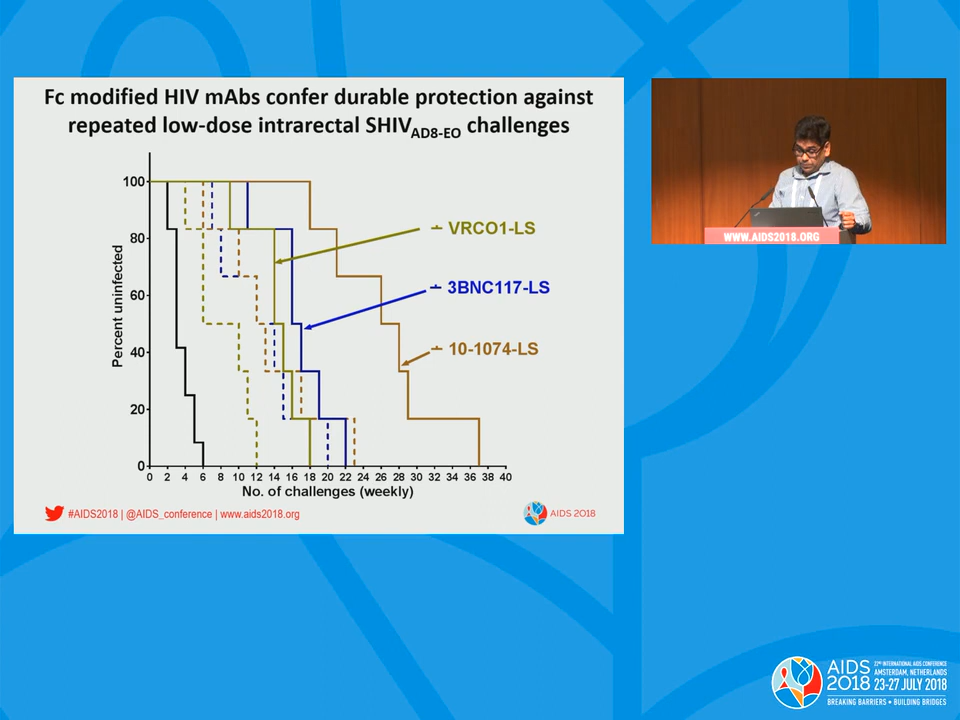 Fc modified HIV mAbs confer durable protection against
repeated low-dose intrarectal SHIVAD8-EO challenges
Percent uninfected
100
80
60
40
20
0
VRCO1-LS
3BNC117-LS
10-1074-LS
0 2 4 6 8 10 12 14 16 18 20 22 24 26 28 30 32 34 36 38 40
No. of challenges (weekly)
#AIDS2018 | @AIDS_conference | www.aids2018.org
AIDS 2018
WWW.AIDS2018.ORG
AIDS
2018
22ND INTERNATIONAL AIDS CONFERENCE
AMSTERDAM, NETHERLANDS
23-27 JULY 2018
BREAKING BARRIERS • BUILDING BRIDGES